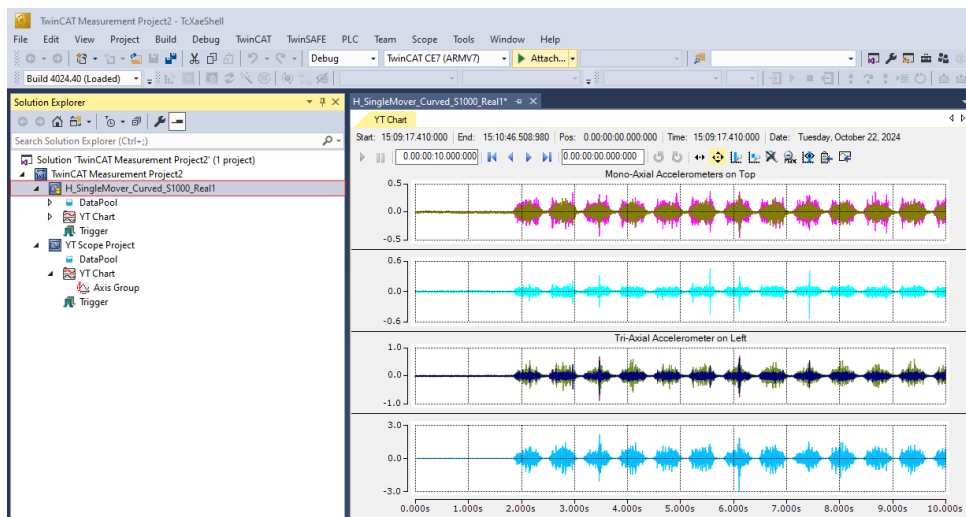 TwinCAT Measurement Project2 - TcXaeShell
File Edit View Project Build Debug TwinCAT TwinSAFE PLC Team Scope Tools Window Help
Debug TwinCAT CE7 (ARMV7) Attach...
Build 4024.40 (Loaded)
Solution Explorer
Search Solution Explorer (Ctrl+;)
Solution 'TwinCAT Measurement Project2' (1 project)
TwinCAT Measurement Project2
H_SingleMover_Curved_S1000_Real1
DataPool
YT Chart
Trigger
YT Scope Project
DataPool
YT Chart
Axis Group
Trigger
H_SingleMover_Curved_S1000_Real1*
YT Chart
Start: 15:09:17.410:000 End: 15:10:46.508:980 Pos: 0.00:00:00.000:000 Time: 15:09:17.410:000 Date: Tuesday, October 22, 2024
0.00:00:10.000:000 0.00:00:00.000:000
Mono-Axial Accelerometers on Top
0.5
0.0
-0.5
0.6
0.0
-0.6
Tri-Axial Accelerometer on Left
1.0
0.0
-1.0
3.0
0.0
-3.0
0.000s 1.000s 2.000s 3.000s 4.000s 5.000s 6.000s 7.000s 8.000s 9.000s 10.000s